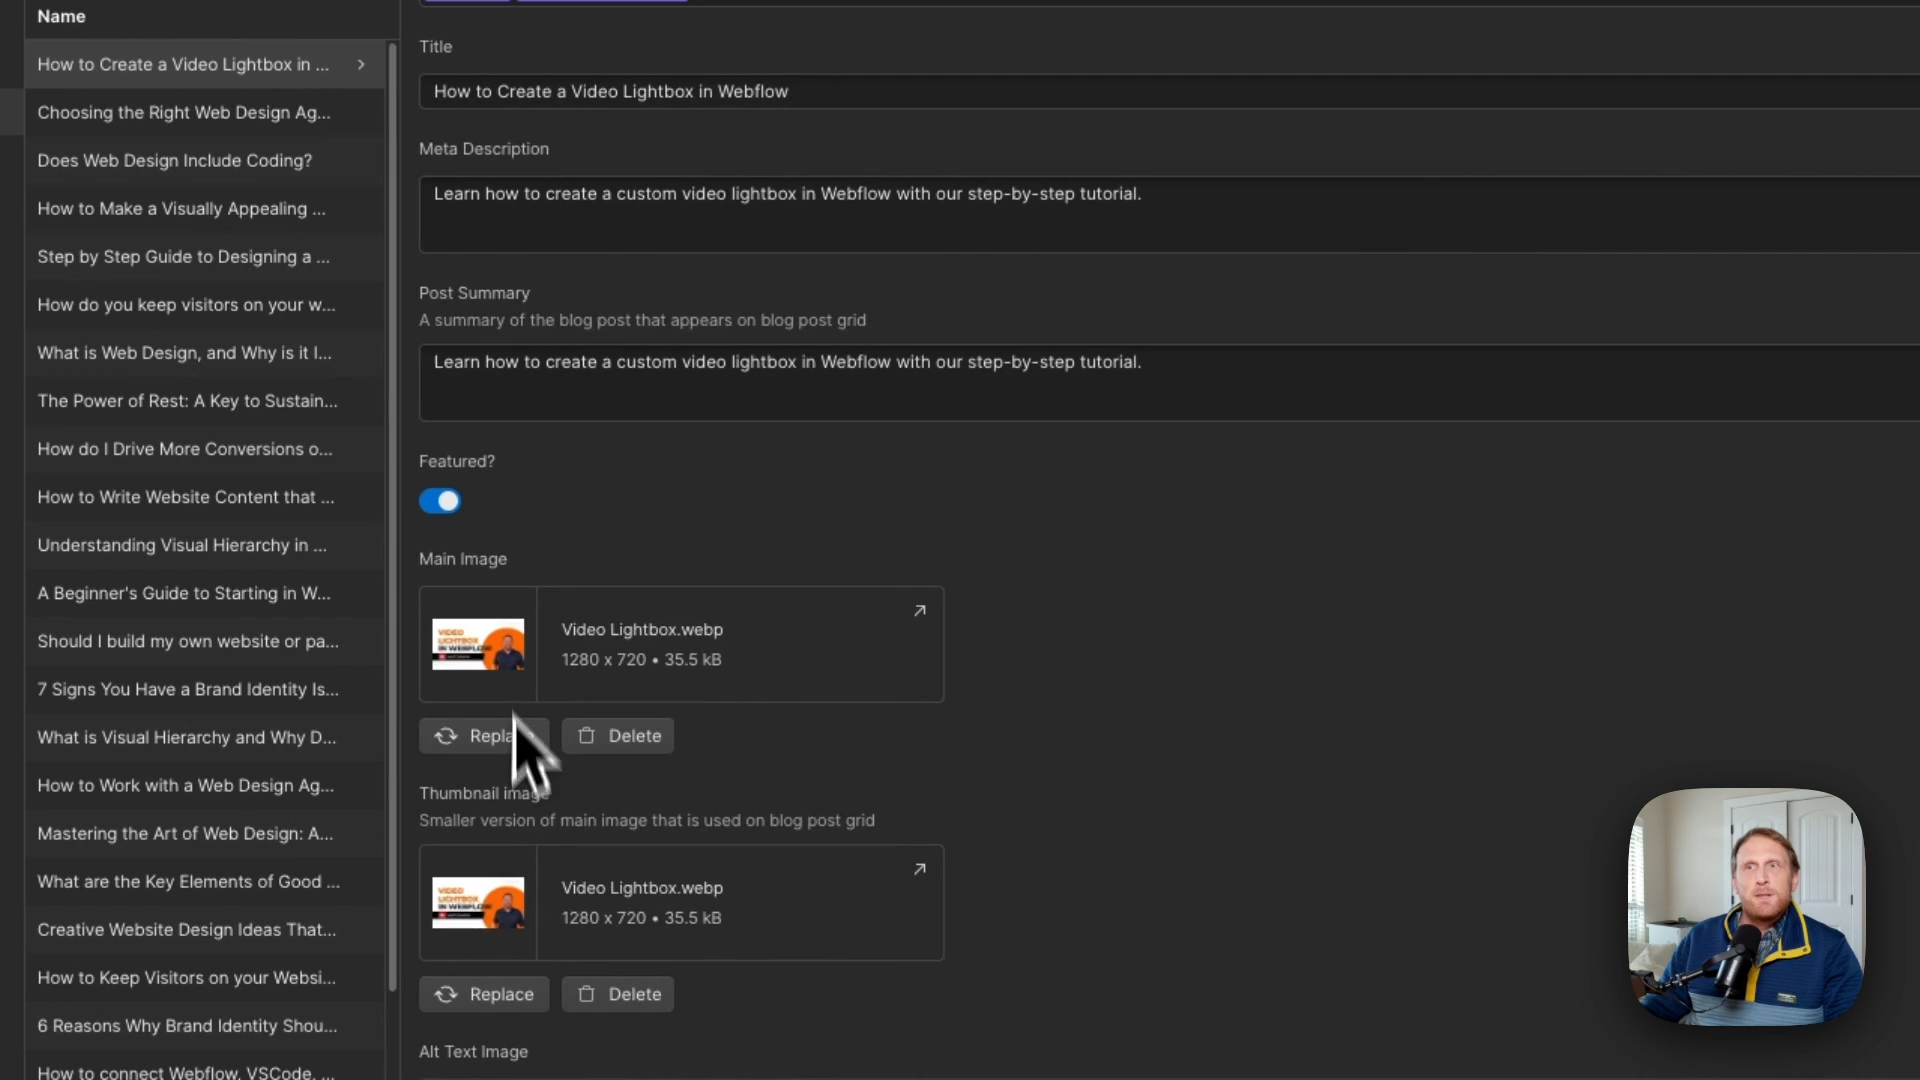 Name
How to Create a Video Lightbox in ...
Choosing the Right Web Design Ag...
Does Web Design Include Coding?
How to Make a Visually Appealing ...
Step by Step Guide to Designing a ...
How do you keep visitors on your w...
What is Web Design, and Why is it I...
The Power of Rest: A Key to Sustain...
How do I Drive More Conversions o...
How to Write Website Content that ...
Understanding Visual Hierarchy in ...
A Beginner's Guide to Starting in W...
Should I build my own website or pa...
7 Signs You Have a Brand Identity Is...
What is Visual Hierarchy and Why D...
How to Work with a Web Design Ag...
Mastering the Art of Web Design: A...
What are the Key Elements of Good ...
Creative Website Design Ideas That...
How to Keep Visitors on your Websi...
6 Reasons Why Brand Identity Shou...
How to connect Webflow, VSCode, ...
Title
How to Create a Video Lightbox in Webflow
Meta Description
Learn how to create a custom video lightbox in Webflow with our step-by-step tutorial.
Post Summary
A summary of the blog post that appears on blog post grid
Learn how to create a custom video lightbox in Webflow with our step-by-step tutorial.
Featured?
Main Image
VIDEO
LIGHTBOX
IN WEBFLOW
Video Lightbox.webp
1280 x 720 • 35.5 kB
Replace Delete
Thumbnail image
Smaller version of main image that is used on blog post grid
VIDEO
LIGHTBOX
IN WEBFLOW
Video Lightbox.webp
1280 x 720 • 35.5 kB
Replace Delete
Alt Text Image